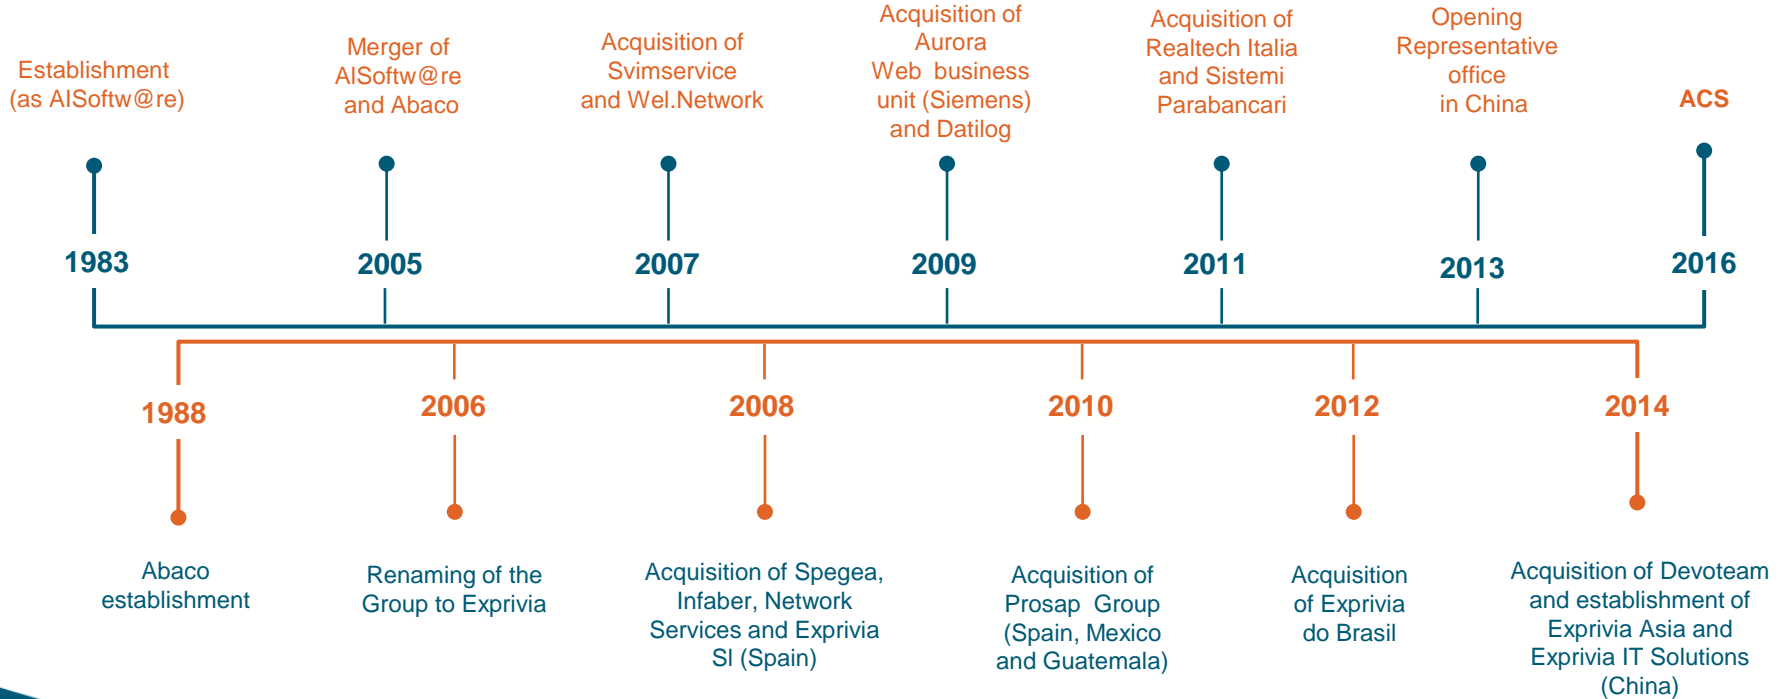 Establishment
(as AISoftw@re)
Merger of
AISoftw@re
and Abaco
Acquisition of
Svimservice
and Wel.Network
Acquisition of
Aurora
Web business
unit (Siemens)
and Datilog
Acquisition of
Realtech Italia
and Sistemi
Parabancari
Opening
Representative
office
in China
ACS
1983
2005
2007
2009
2011
2013
2016
1988
2006
2008
2010
2012
2014
Abaco
establishment
Renaming of the
Group to Exprivia
Acquisition of Spegea,
Infaber, Network
Services and Exprivia
SI (Spain)
Acquisition of
Prosap Group
(Spain, Mexico
and Guatemala)
Acquisition
of Exprivia
do Brasil
Acquisition of Devoteam
and establishment of
Exprivia Asia and
Exprivia IT Solutions
(China)